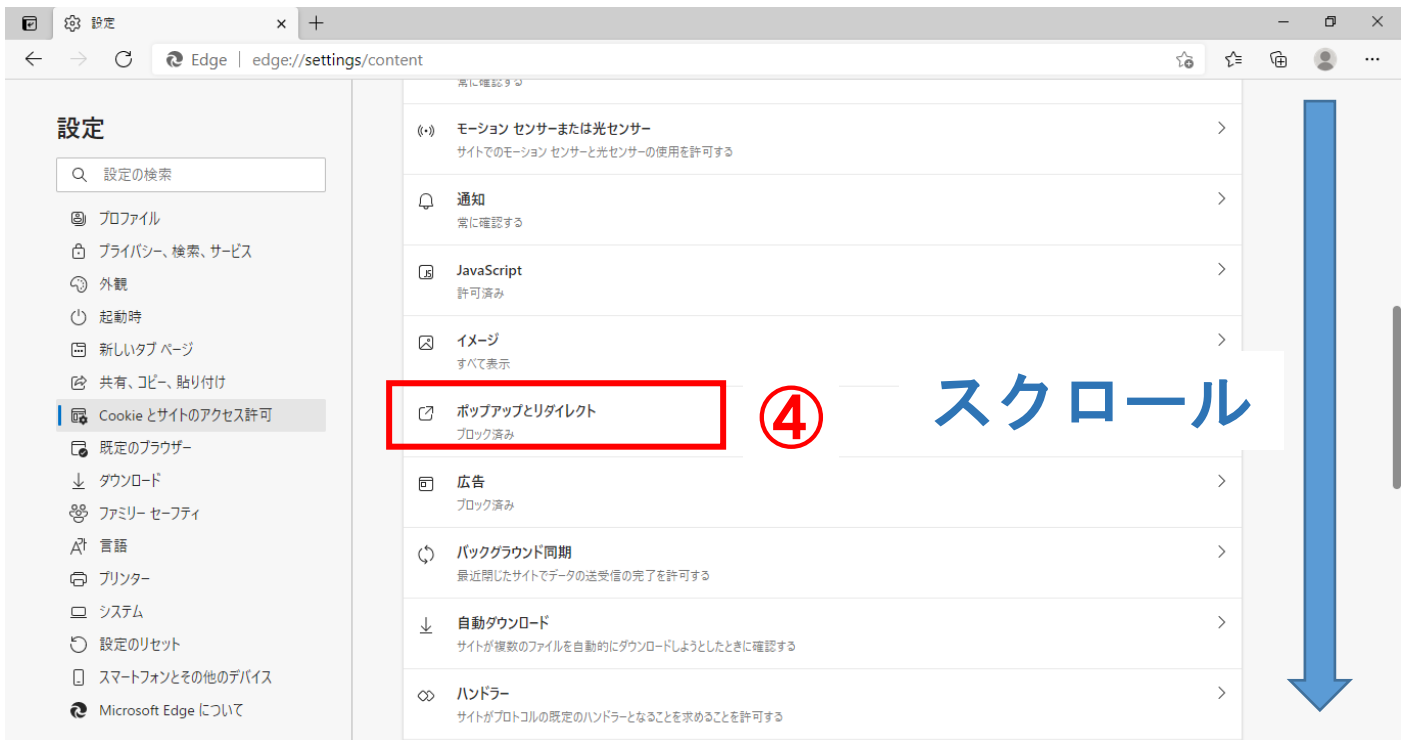 設定
Edge | edge://settings/content
設定
設定の検索
プロファイル
プライバシー、検索、サービス
外観
起動時
新しいタブ ページ
共有、コピー、貼り付け
Cookie とサイトのアクセス許可
既定のブラウザー
ダウンロード
ファミリー セーフティ
言語
プリンター
システム
設定のリセット
スマートフォンとその他のデバイス
Microsoft Edge について
常に確認する
モーション センサーまたは光センサー
サイトでのモーション センサーと光センサーの使用を許可する
通知
常に確認する
JavaScript
許可済み
イメージ
すべて表示
ポップアップとリダイレクト
ブロック済み
④
スクロール
広告
ブロック済み
バックグラウンド同期
最近閉じたサイトでデータの送受信の完了を許可する
自動ダウンロード
サイトが複数のファイルを自動的にダウンロードしようとしたときに確認する
ハンドラー
サイトがプロトコルの既定のハンドラーとなることを求めることを許可する